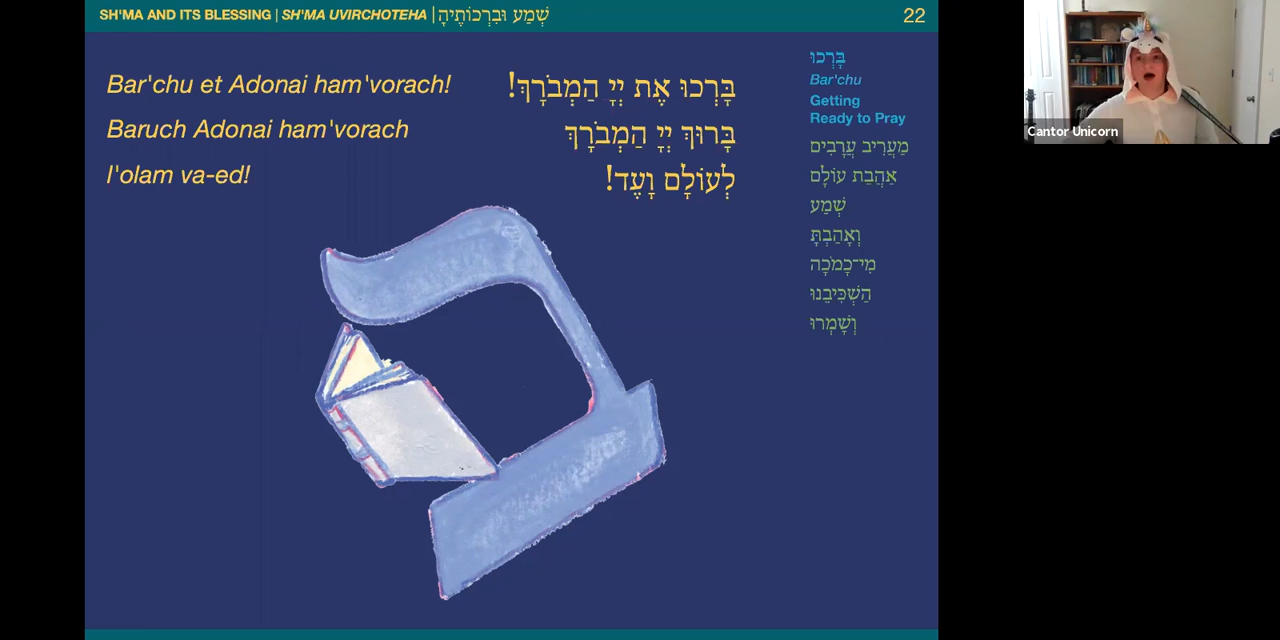 SH'MA AND ITS BLESSING | SH'MA UVIRCHOTEHA | שְׁמַע וּבִרְכוֹתֶֽיהָ
22
Bar'chu et Adonai ham'vorach!
Baruch Adonai ham'vorach
l'olam va-ed!
בָּרְכוּ אֶת יְיָ הַמְבֹרָךְ!
בָּרוּךְ יְיָ הַמְבֹרָךְ
לְעוֹלָם וָעֶד!
בָּרְכוּ
Bar'chu
Getting
Ready to Pray
מַעֲרִיב עֲרָבִים
אַהֲבַת עוֹלָם
שְׁמַע
וְאָהַבְתָּ
מִי־כָמֹכָה
הַשְׁכִּיבֵנוּ
וְשָׁמְרוּ
Cantor Unicorn